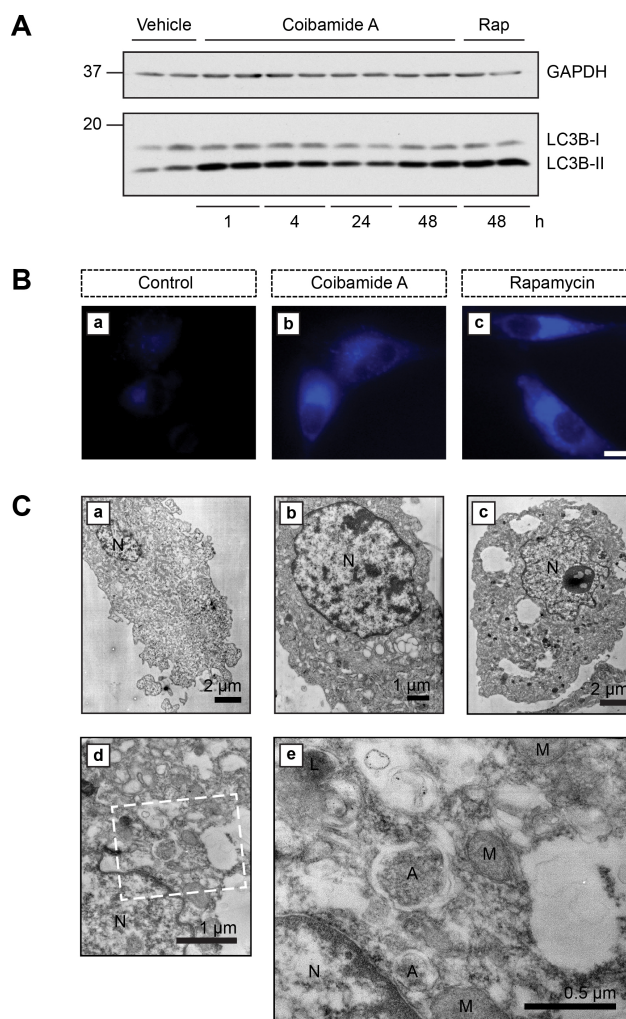 A
Vehicle Coibamide A Rap
37 GAPDH
20
LC3B-I
LC3B-II
1 4 24 48 48 h
B
Control Coibamide A Rapamycin
a b c
C
a b c
N N N
2 µm 1 µm 2 µm
d e
L M
M
A
N N A
M
1 µm 0.5 µm